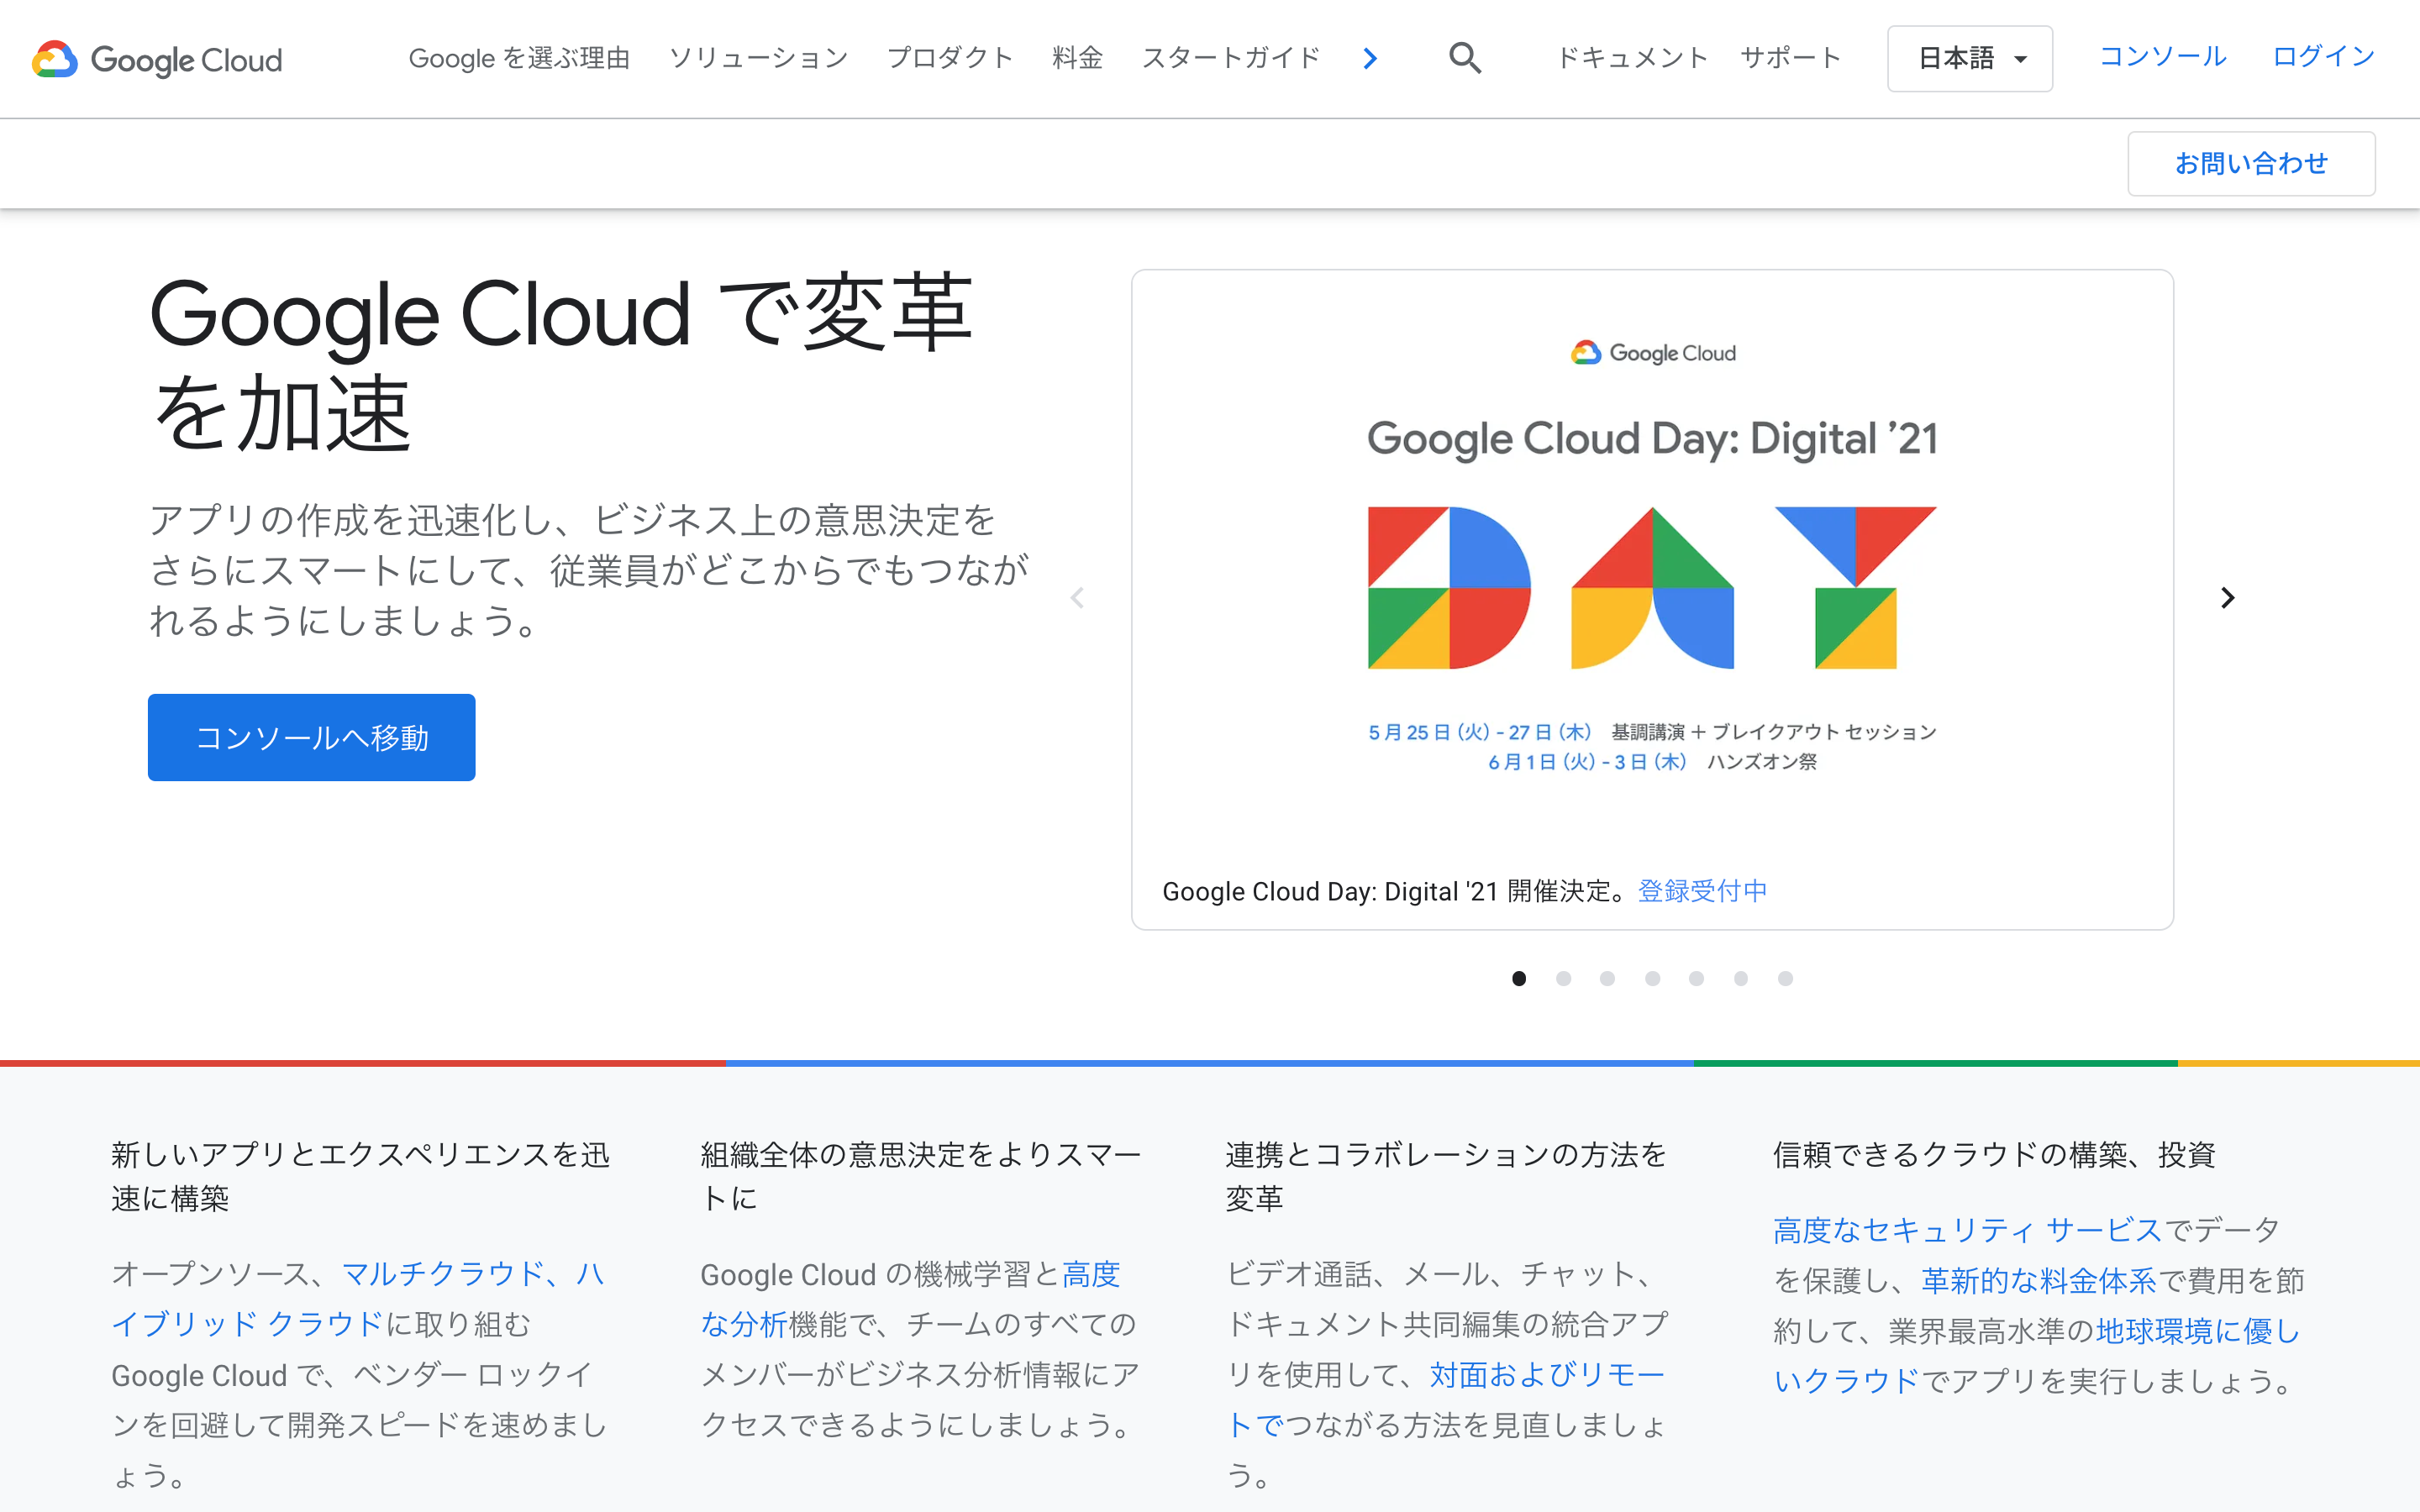 Google Cloud
Google を選ぶ理由
ソリューション
プロダクト
料金
スタートガイド
ドキュメント
サポート
日本語
コンソール
ログイン
お問い合わせ
Google Cloud で変革
を加速
アプリの作成を迅速化し、ビジネス上の意思決定を
さらにスマートにして、従業員がどこからでもつなが
れるようにしましょう。
コンソールへ移動
Google Cloud
Google Cloud Day: Digital ’21
DAY
5 月 25 日（火）- 27 日（木） 基調講演 + ブレイクアウト セッション
6 月 1 日（火）- 3 日（木） ハンズオン祭
Google Cloud Day: Digital '21 開催決定。登録受付中
新しいアプリとエクスペリエンスを迅
速に構築
オープンソース、マルチクラウド、ハ
イブリッド クラウドに取り組む
Google Cloud で、ベンダー ロックイ
ンを回避して開発スピードを速めまし
ょう。
組織全体の意思決定をよりスマー
トに
Google Cloud の機械学習と高度
な分析機能で、チームのすべての
メンバーがビジネス分析情報にア
クセスできるようにしましょう。
連携とコラボレーションの方法を
変革
ビデオ通話、メール、チャット、
ドキュメント共同編集の統合アプ
リを使用して、対面およびリモー
トでつながる方法を見直しましょ
う。
信頼できるクラウドの構築、投資
高度なセキュリティ サービスでデータ
を保護し、革新的な料金体系で費用を節
約して、業界最高水準の地球環境に優し
いクラウドでアプリを実行しましょう。